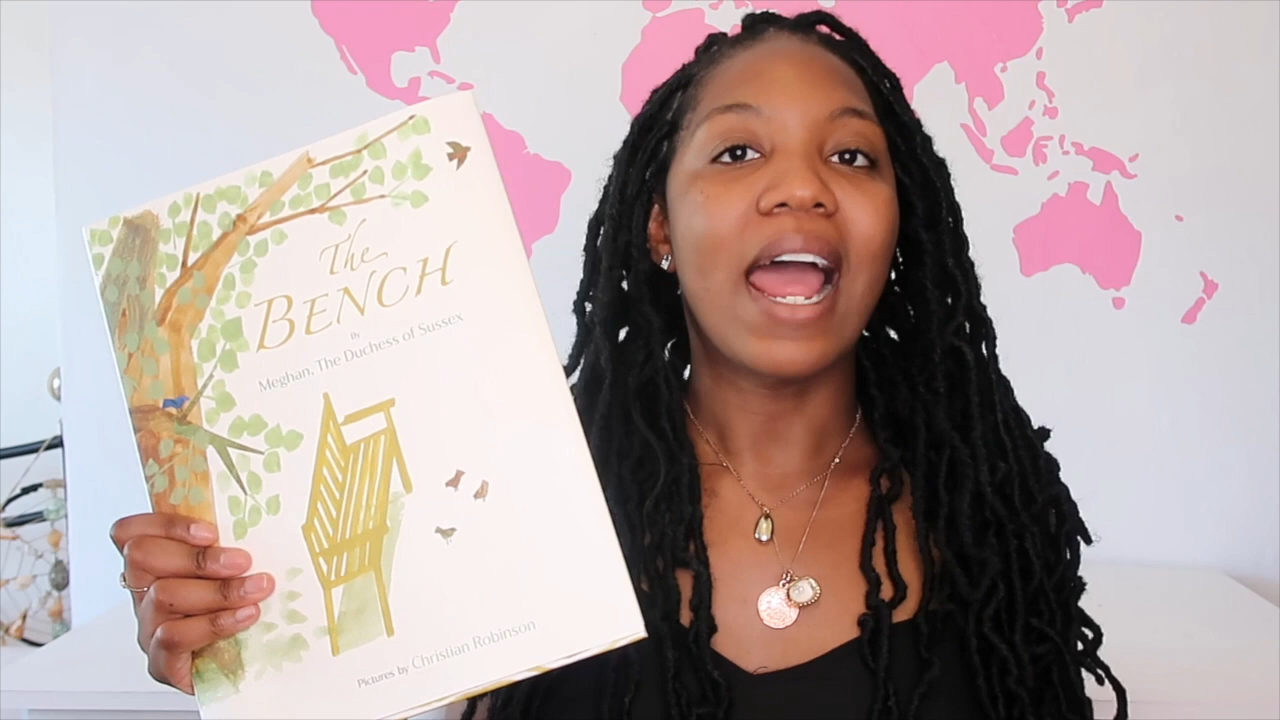 The
BENCH
By
Meghan, The Duchess of Sussex
Pictures by Christian Robinson